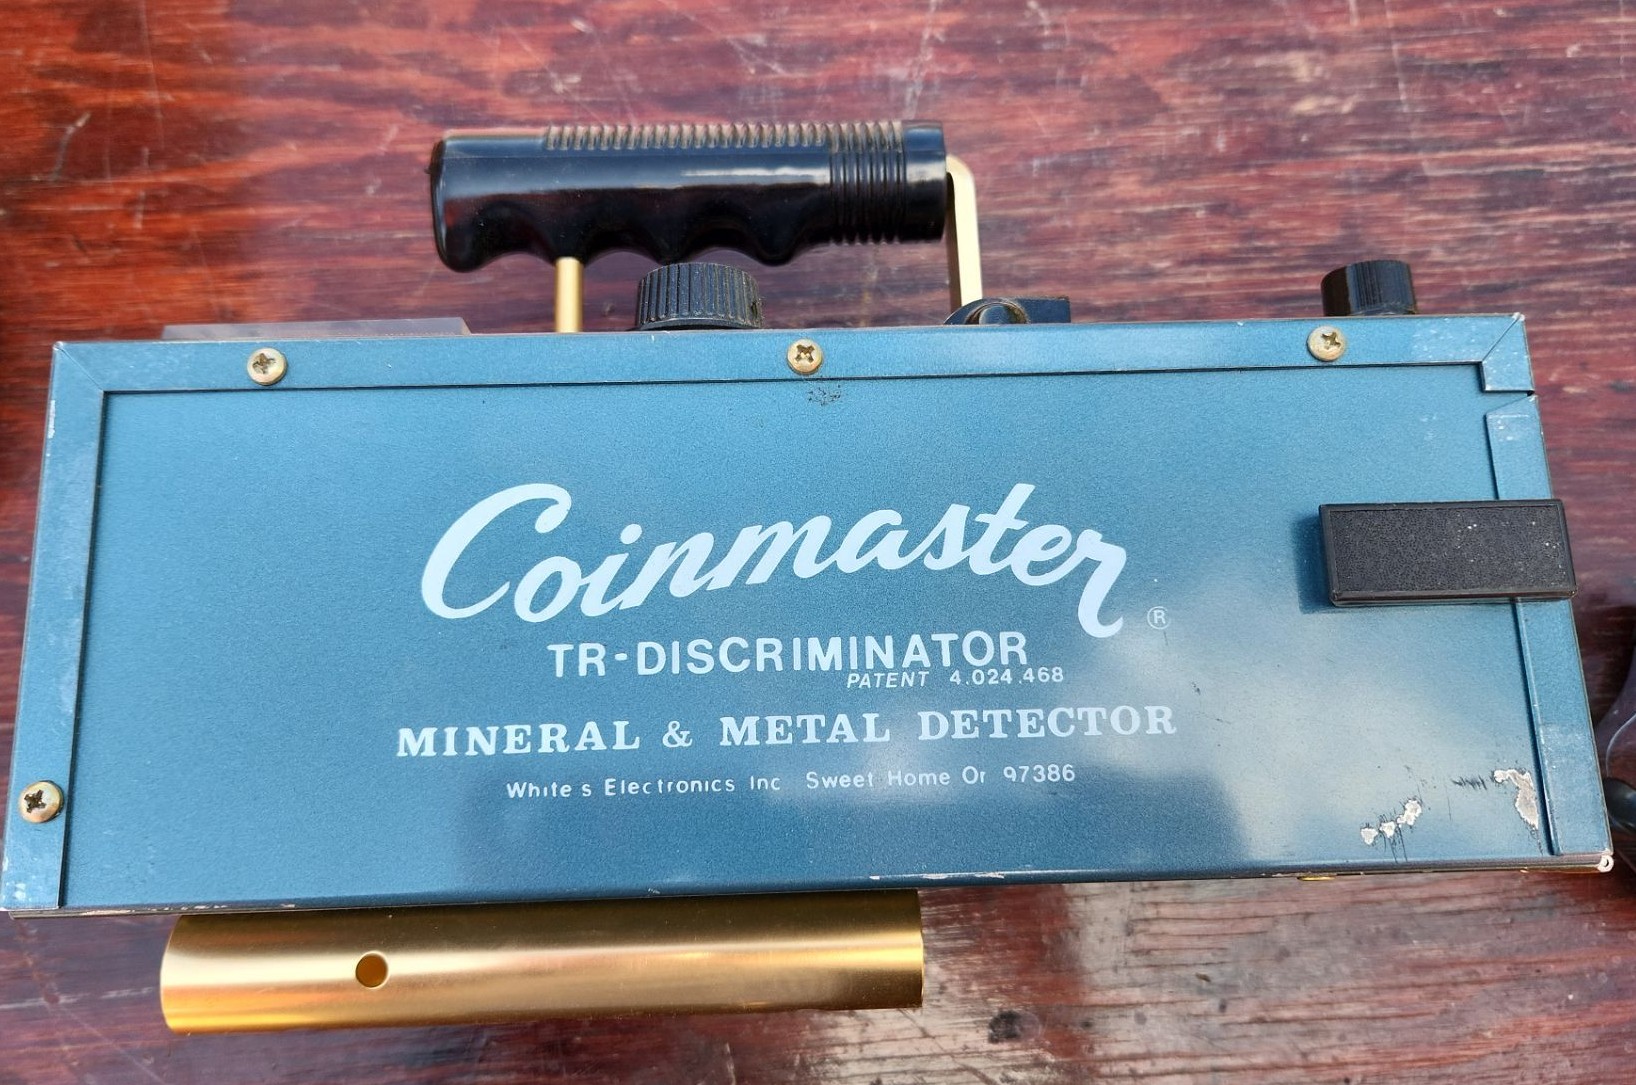 Coinmaster ®
TR-DISCRIMINATOR
PATENT 4.024.468
MINERAL & METAL DETECTOR
White s Electronics Inc Sweet Home Or 97386